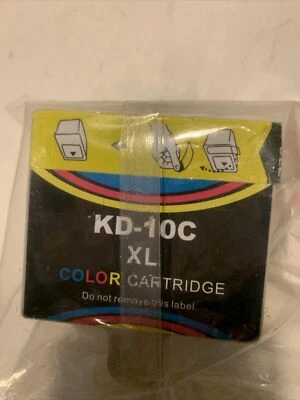 KD-10C
XL
COLOR CARTRIDGE
Do not remove this label.